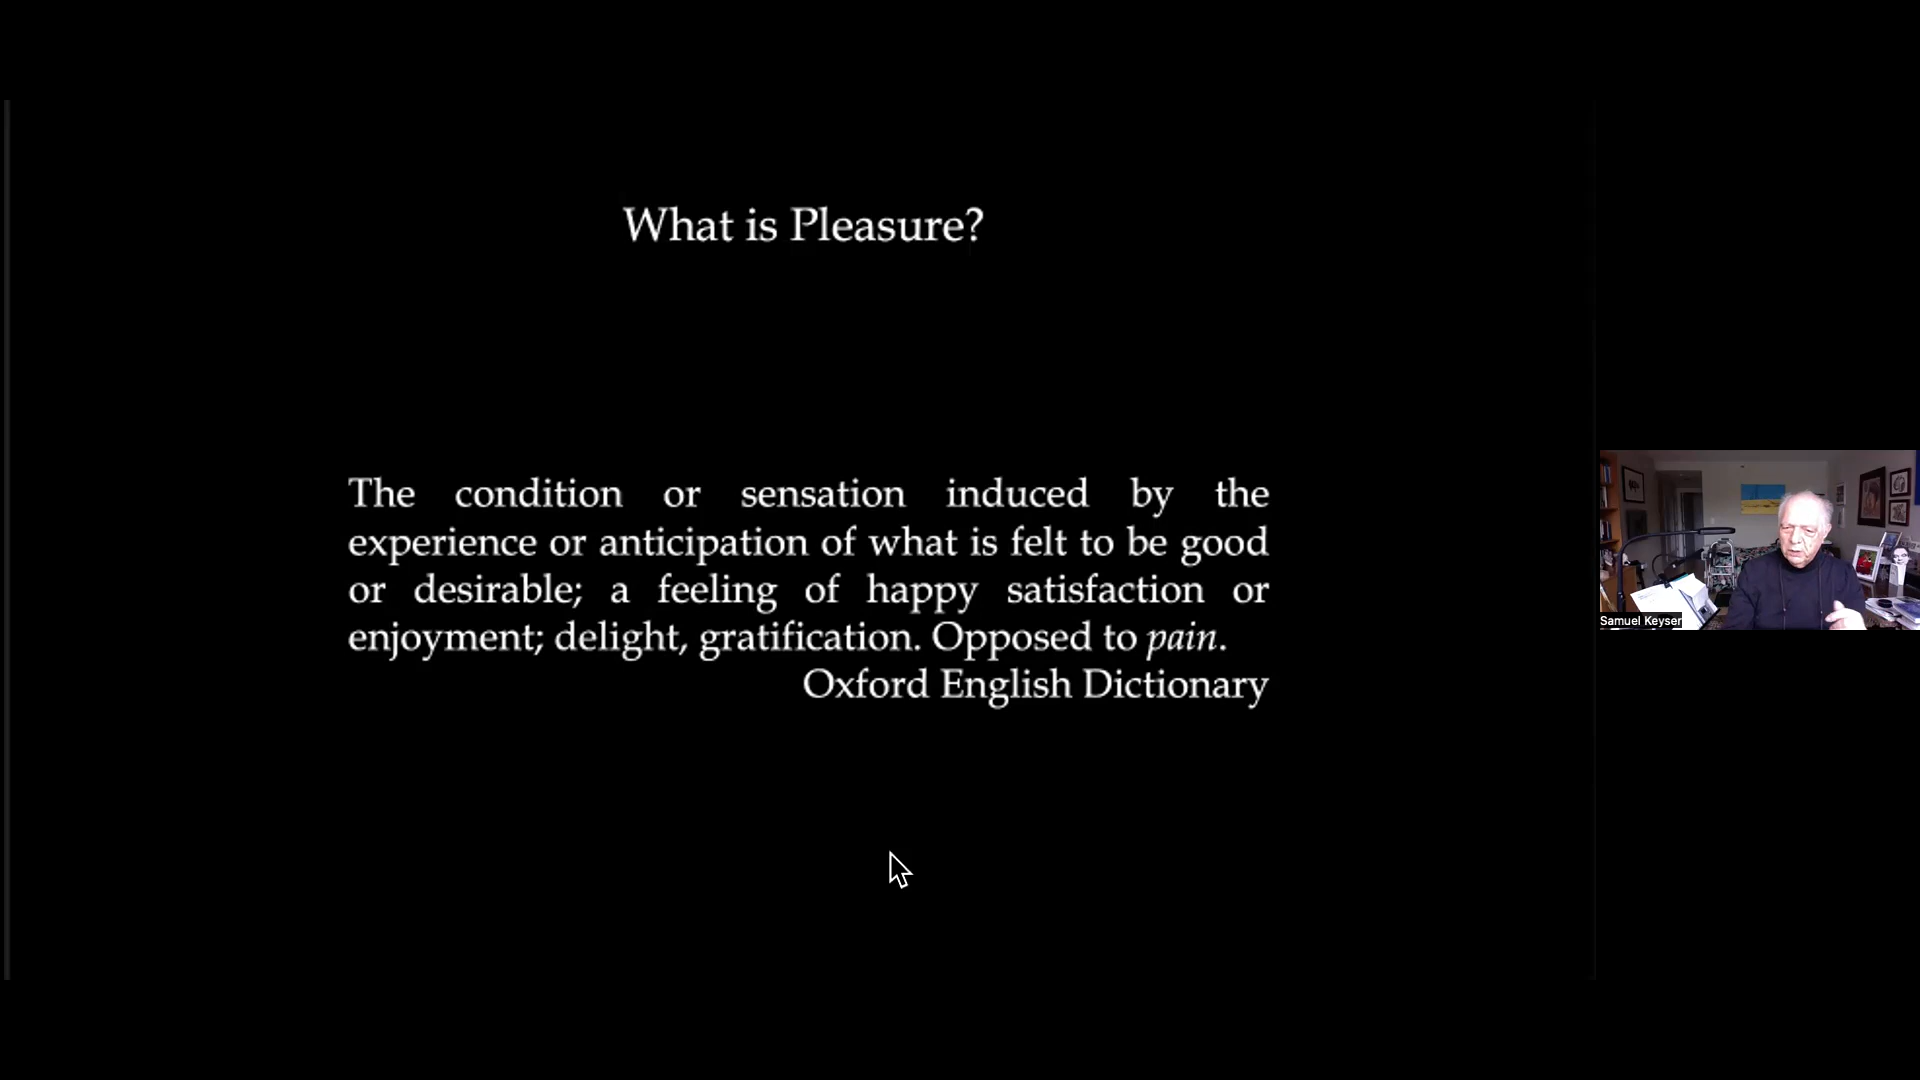 What is Pleasure?
The condition or sensation induced by the
experience or anticipation of what is felt to be good
or desirable; a feeling of happy satisfaction or
enjoyment; delight, gratification. Opposed to pain.
Oxford English Dictionary
Samuel Keyser